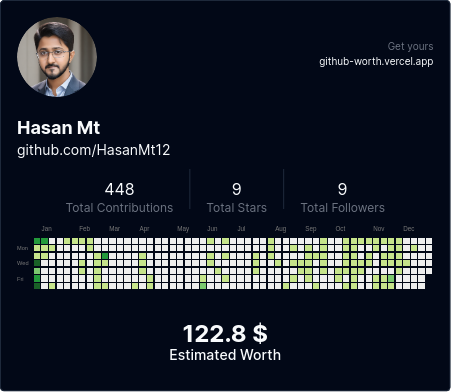 Get yours
github-worth.vercel.app
Hasan Mt
github.com/HasanMt12
448 9 9
Total Contributions Total Stars Total Followers
Jan Feb Mar Apr May Jun Jul Aug Sep Oct Nov Dec
Mon
Wed
Fri
122.8 $
Estimated Worth